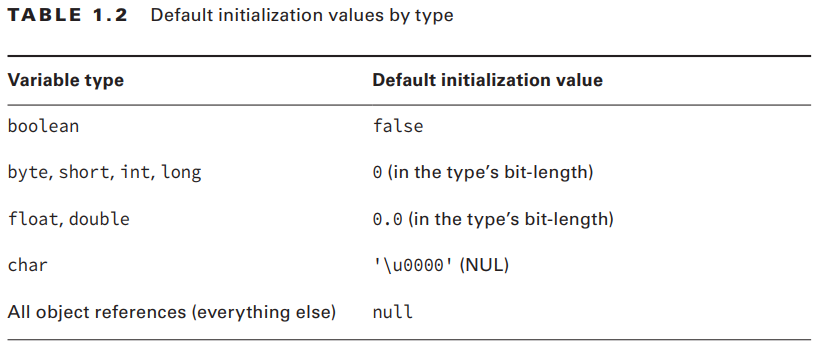 TABLE 1.2 Default initialization values by type
Variable type Default initialization value
boolean false
byte, short, int, long 0 (in the type’s bit-length)
float, double 0.0 (in the type’s bit-length)
char '\u0000' (NUL)
All object references (everything else) null